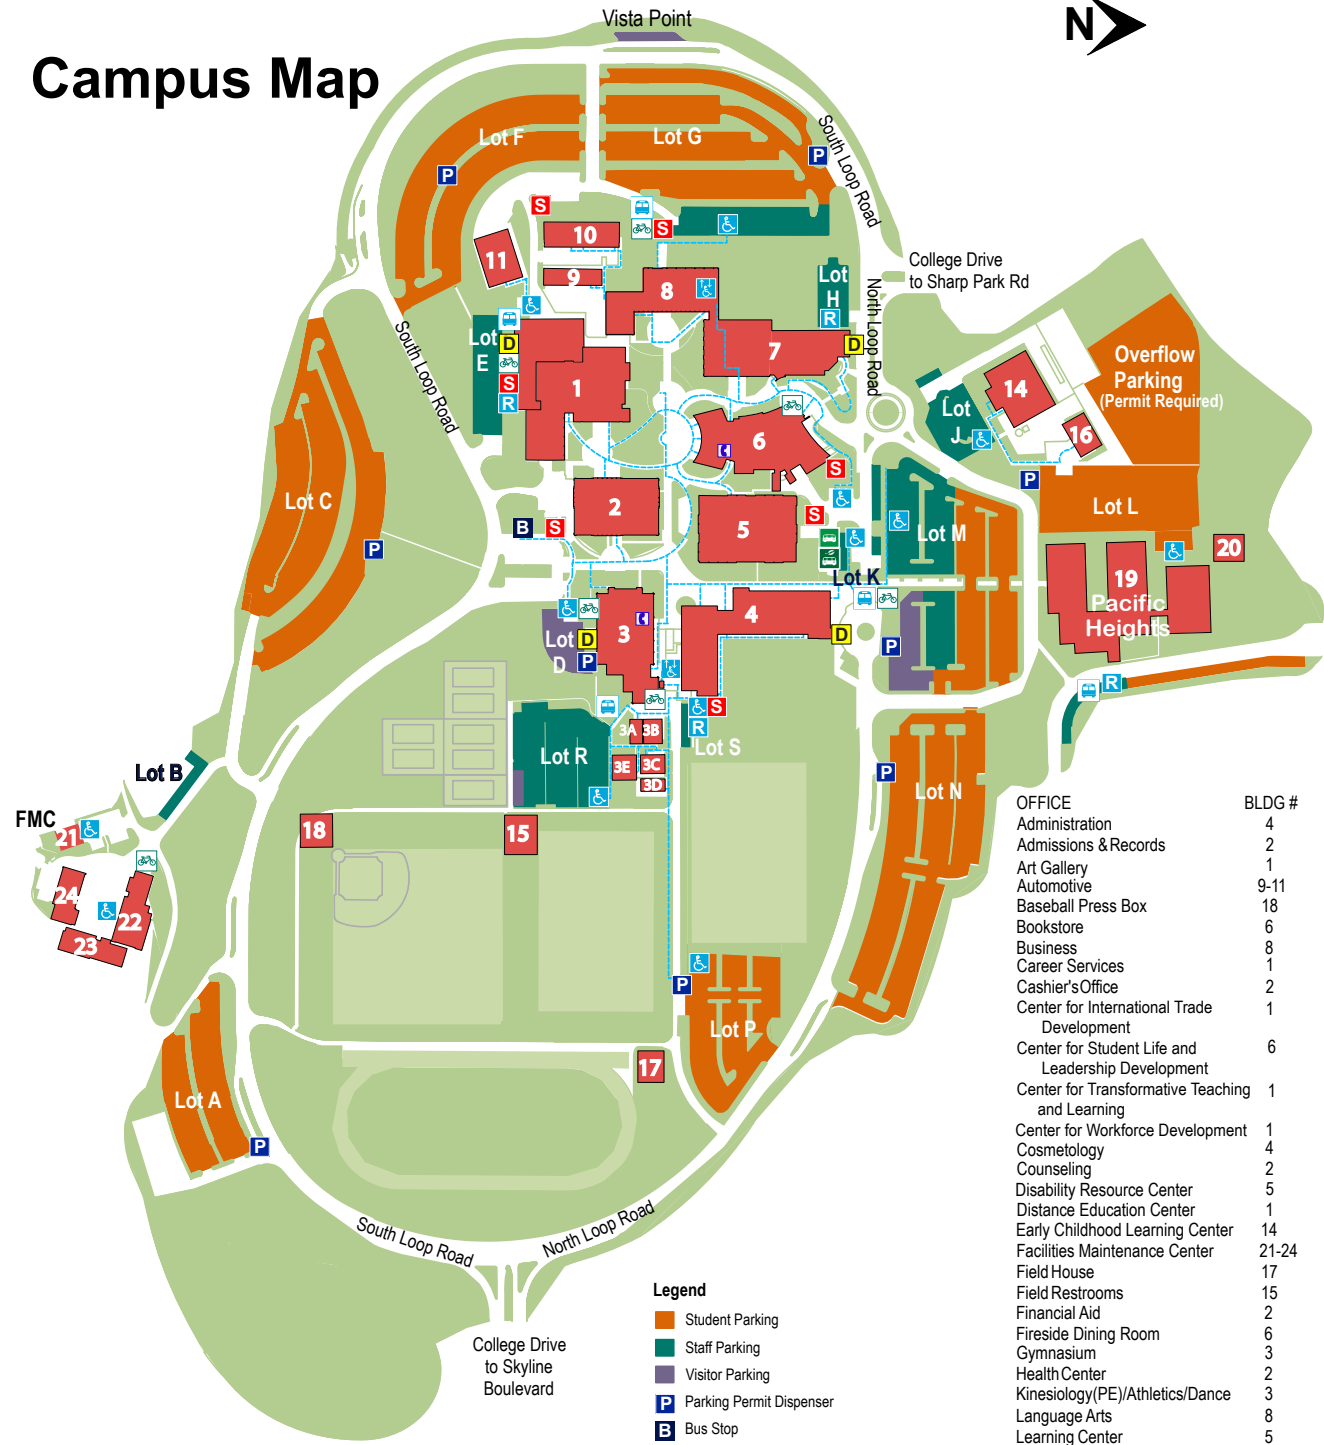 Vista Point
N
Campus Map
Lot F
Lot G
South Loop Road
P
P
S
S
10
11
9
8
College Drive
to Sharp Park Rd
Lot
H
R
North Loop Road
South Loop Road
Lot
E
D
S
R
1
7
D
Overflow
Parking
(Permit Required)
14
Lot
J
16
6
S
P
Lot C
P
2
B
S
5
S
Lot M
Lot L
20
Lot K
19
Pacific
Heights
3
4
D
P
Lot
D
D
P
R
S
R
Lot S
3A
3B
3E
3C
3D
Lot R
Lot B
P
Lot N
FMC
21
18
15
24
22
23
P
Lot P
17
Lot A
P
South Loop Road
North Loop Road
College Drive
to Skyline
Boulevard
Legend
Student Parking
Staff Parking
Visitor Parking
P Parking Permit Dispenser
B Bus Stop
OFFICE BLDG #
Administration 4
Admissions & Records 2
Art Gallery 1
Automotive 9-11
Baseball Press Box 18
Bookstore 6
Business 8
Career Services 1
Cashier's Office 2
Center for International Trade 1
Development
Center for Student Life and 6
Leadership Development
Center for Transformative Teaching 1
and Learning
Center for Workforce Development 1
Cosmetology 4
Counseling 2
Disability Resource Center 5
Distance Education Center 1
Early Childhood Learning Center 14
Facilities Maintenance Center 21-24
Field House 17
Field Restrooms 15
Financial Aid 2
Fireside Dining Room 6
Gymnasium 3
Health Center 2
Kinesiology(PE)/Athletics/Dance 3
Language Arts 8
Learning Center 5